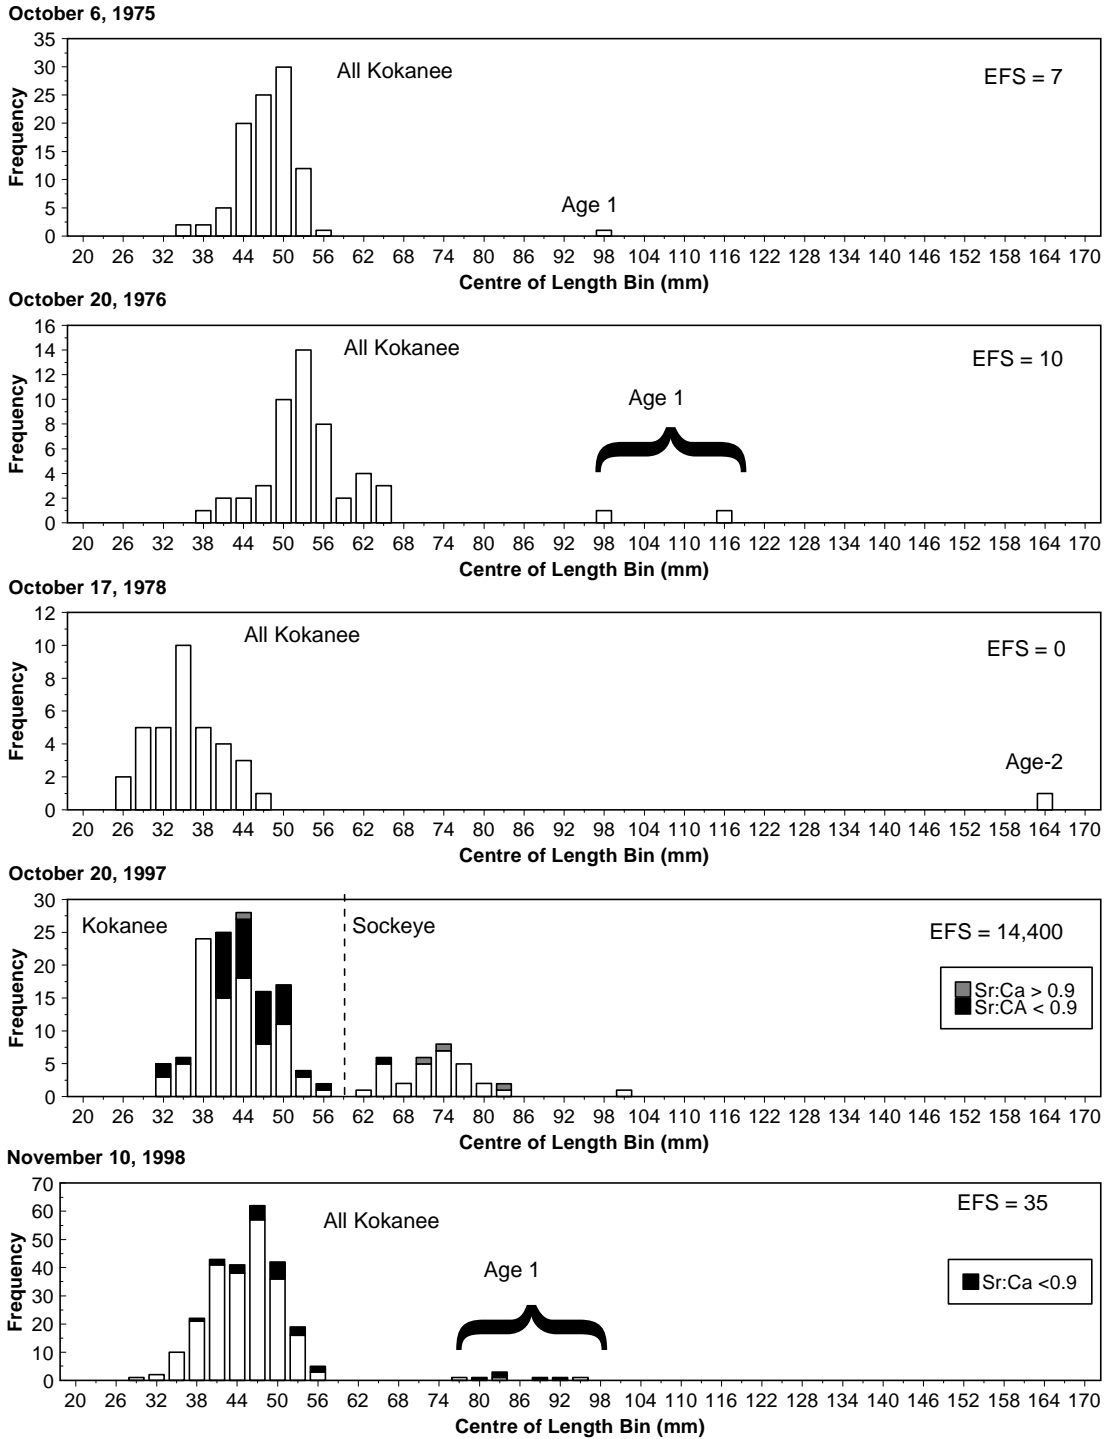 October 6, 1975
35
30
25
20
15
10
5
0
Frequency
All Kokanee
EFS = 7
Age 1
20 26 32 38 44 50 56 62 68 74 80 86 92 98 104 110 116 122 128 134 140 146 152 158 164 170
Centre of Length Bin (mm)
October 20, 1976
16
14
12
10
8
6
4
2
0
Frequency
All Kokanee
EFS = 10
Age 1
20 26 32 38 44 50 56 62 68 74 80 86 92 98 104 110 116 122 128 134 140 146 152 158 164 170
Centre of Length Bin (mm)
October 17, 1978
12
10
8
6
4
2
0
Frequency
All Kokanee
EFS = 0
Age-2
20 26 32 38 44 50 56 62 68 74 80 86 92 98 104 110 116 122 128 134 140 146 152 158 164 170
Centre of Length Bin (mm)
October 20, 1997
30
25
20
15
10
5
0
Frequency
Kokanee
Sockeye
EFS = 14,400
Sr:Ca > 0.9
Sr:CA < 0.9
20 26 32 38 44 50 56 62 68 74 80 86 92 98 104 110 116 122 128 134 140 146 152 158 164 170
Centre of Length Bin (mm)
November 10, 1998
70
60
50
40
30
20
10
0
Frequency
All Kokanee
EFS = 35
Age 1
Sr:Ca <0.9
20 26 32 38 44 50 56 62 68 74 80 86 92 98 104 110 116 122 128 134 140 146 152 158 164 170
Centre of Length Bin (mm)